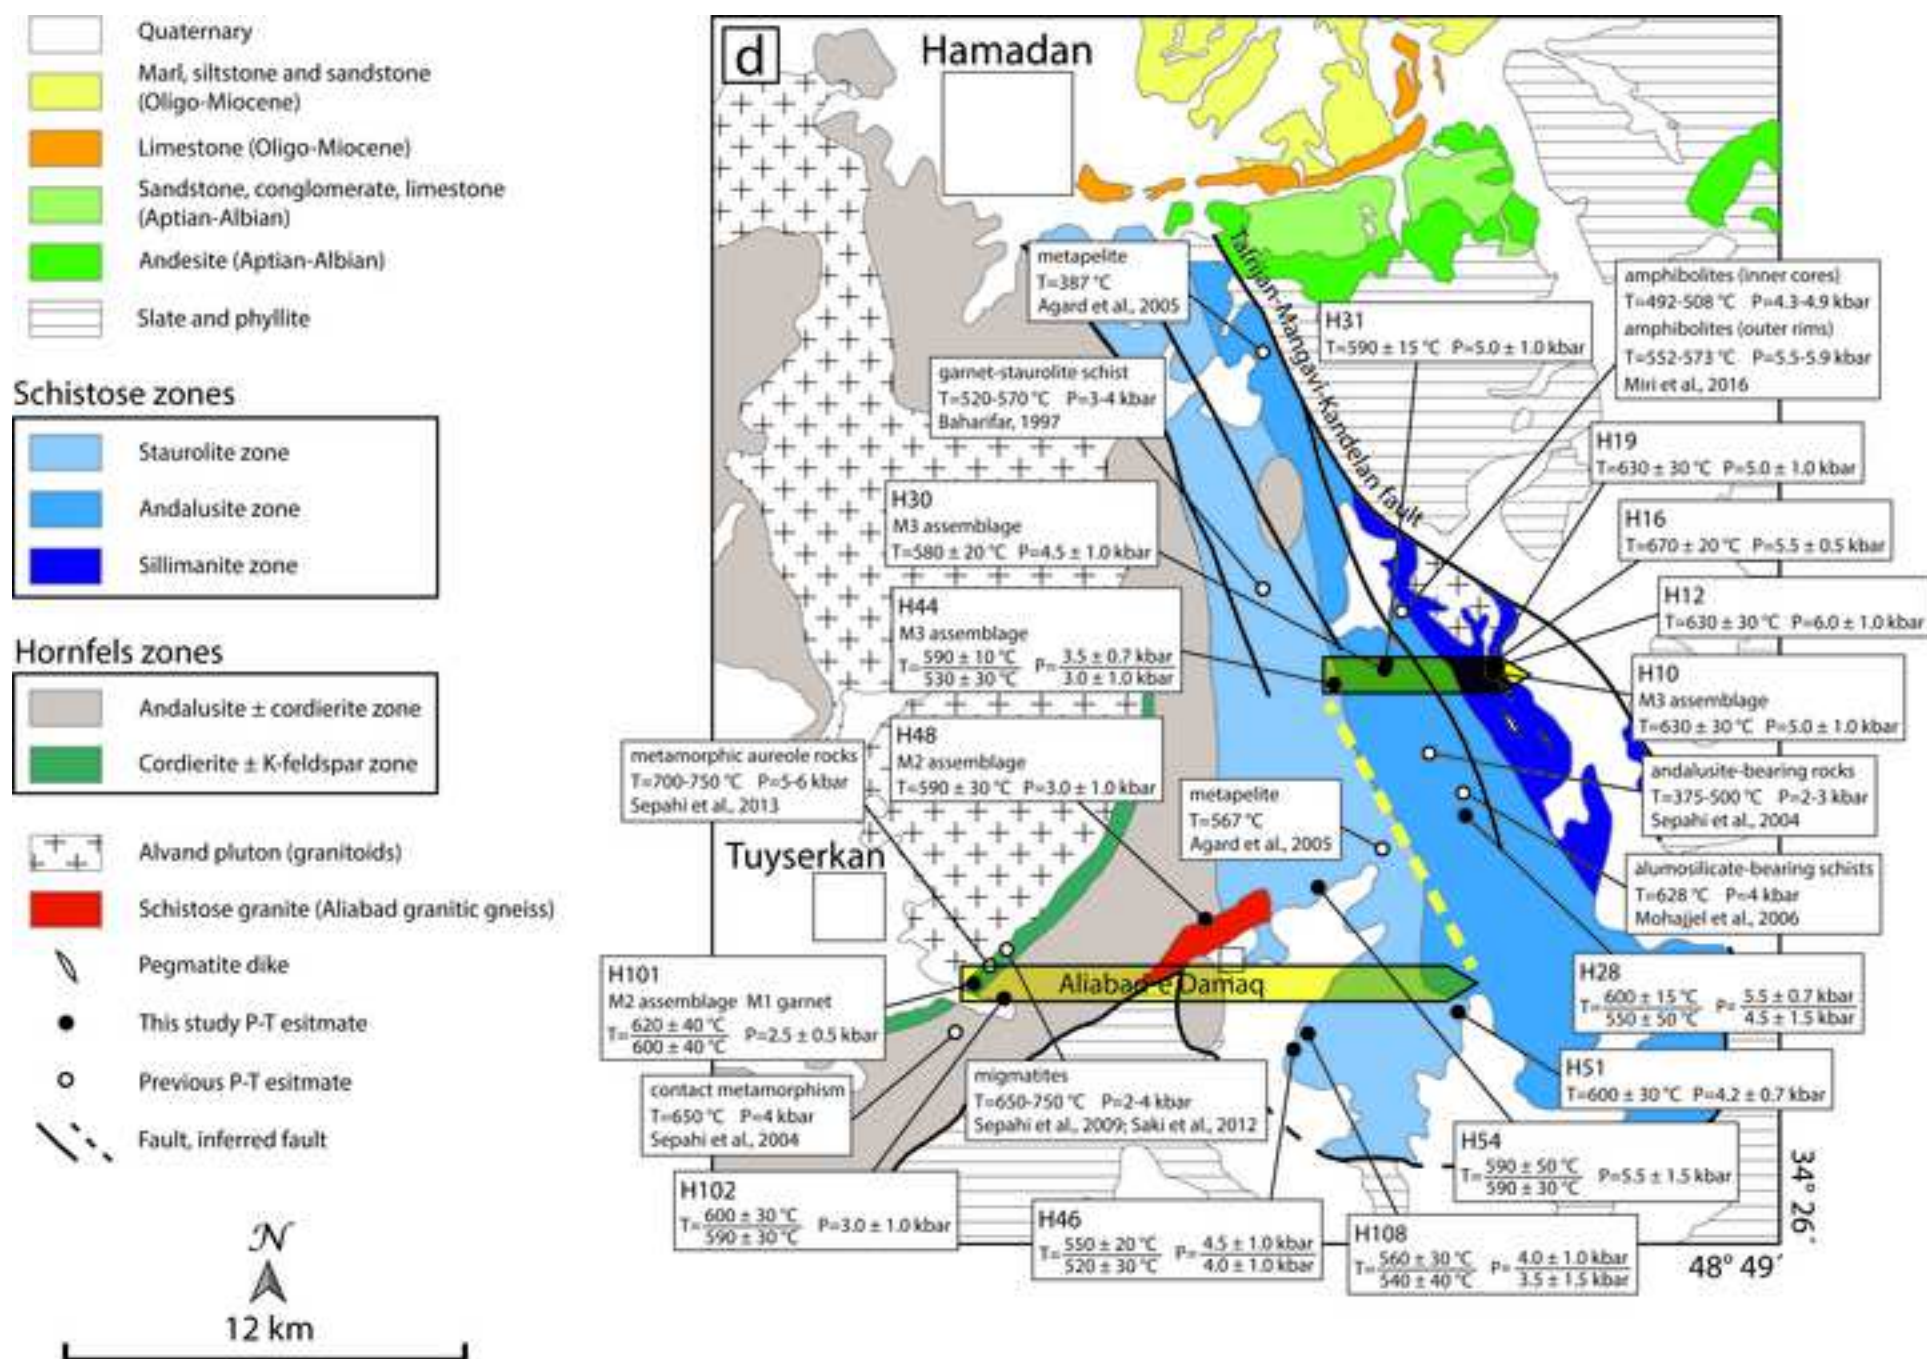 Quaternary
Marl, siltstone and sandstone
(Oligo-Miocene)
Limestone (Oligo-Miocene)
Sandstone, conglomerate, limestone
(Aptian-Albian)
Andesite (Aptian-Albian)
Slate and phyllite
Schistose zones
Staurolite zone
Andalusite zone
Sillimanite zone
Hornfels zones
Andalusite ± cordierite zone
Cordierite ± K-feldspar zone
Alvand pluton (granitoids)
Schistose granite (Aliabad granitic gneiss)
Pegmatite dike
This study P-T esitmate
Previous P-T esitmate
Fault, inferred fault
N
12 km
d
Hamadan
Tafrijan-Mangavi-Kandelan fault
metapelite
T=387 °C
Agard et al., 2005
garnet-staurolite schist
T=520-570 °C P=3-4 kbar
Baharifar, 1997
H30
M3 assemblage
T=580 ± 20 °C P=4.5 ± 1.0 kbar
H44
M3 assemblage
T= 590 ± 10 °C P= 3.5 ± 0.7 kbar
530 ± 30 °C 3.0 ± 1.0 kbar
H48
M2 assemblage
T=590 ± 30 °C P=3.0 ± 1.0 kbar
metamorphic aureole rocks
T=700-750 °C P=5-6 kbar
Sepahi et al., 2013
Tuyserkan
metapelite
T=567 °C
Agard et al., 2005
H31
T=590 ± 15 °C P=5.0 ± 1.0 kbar
amphibolites (inner cores)
T=492-508 °C P=4.3-4.9 kbar
amphibolites (outer rims)
T=552-573 °C P=5.5-5.9 kbar
Miri et al., 2016
H19
T=630 ± 30 °C P=5.0 ± 1.0 kbar
H16
T=670 ± 20 °C P=5.5 ± 0.5 kbar
H12
T=630 ± 30 °C P=6.0 ± 1.0 kbar
H10
M3 assemblage
T=630 ± 30 °C P=5.0 ± 1.0 kbar
andalusite-bearing rocks
T=375-500 °C P=2-3 kbar
Sepahi et al., 2004
alumosilicate-bearing schists
T=628 °C P=4 kbar
Mohajjel et al., 2006
H28
T= 600 ± 15 °C P= 5.5 ± 0.7 kbar
550 ± 50 °C 4.5 ± 1.5 kbar
H51
T=600 ± 30 °C P=4.2 ± 0.7 kbar
H54
T= 590 ± 50 °C P=5.5 ± 1.5 kbar
590 ± 30 °C
Aliabad-e Damaq
H101
M2 assemblage M1 garnet
T= 620 ± 40 °C P=2.5 ± 0.5 kbar
600 ± 40 °C
contact metamorphism
T=650 °C P=4 kbar
Sepahi et al., 2004
migmatites
T=650-750 °C P=2-4 kbar
Sepahi et al., 2009; Saki et al., 2012
H102
T= 600 ± 30 °C P=3.0 ± 1.0 kbar
590 ± 30 °C
H46
T= 550 ± 20 °C P= 4.5 ± 1.0 kbar
520 ± 30 °C 4.0 ± 1.0 kbar
H108
T= 560 ± 30 °C P= 4.0 ± 1.0 kbar
540 ± 40 °C 3.5 ± 1.5 kbar
34° 26´
48° 49´